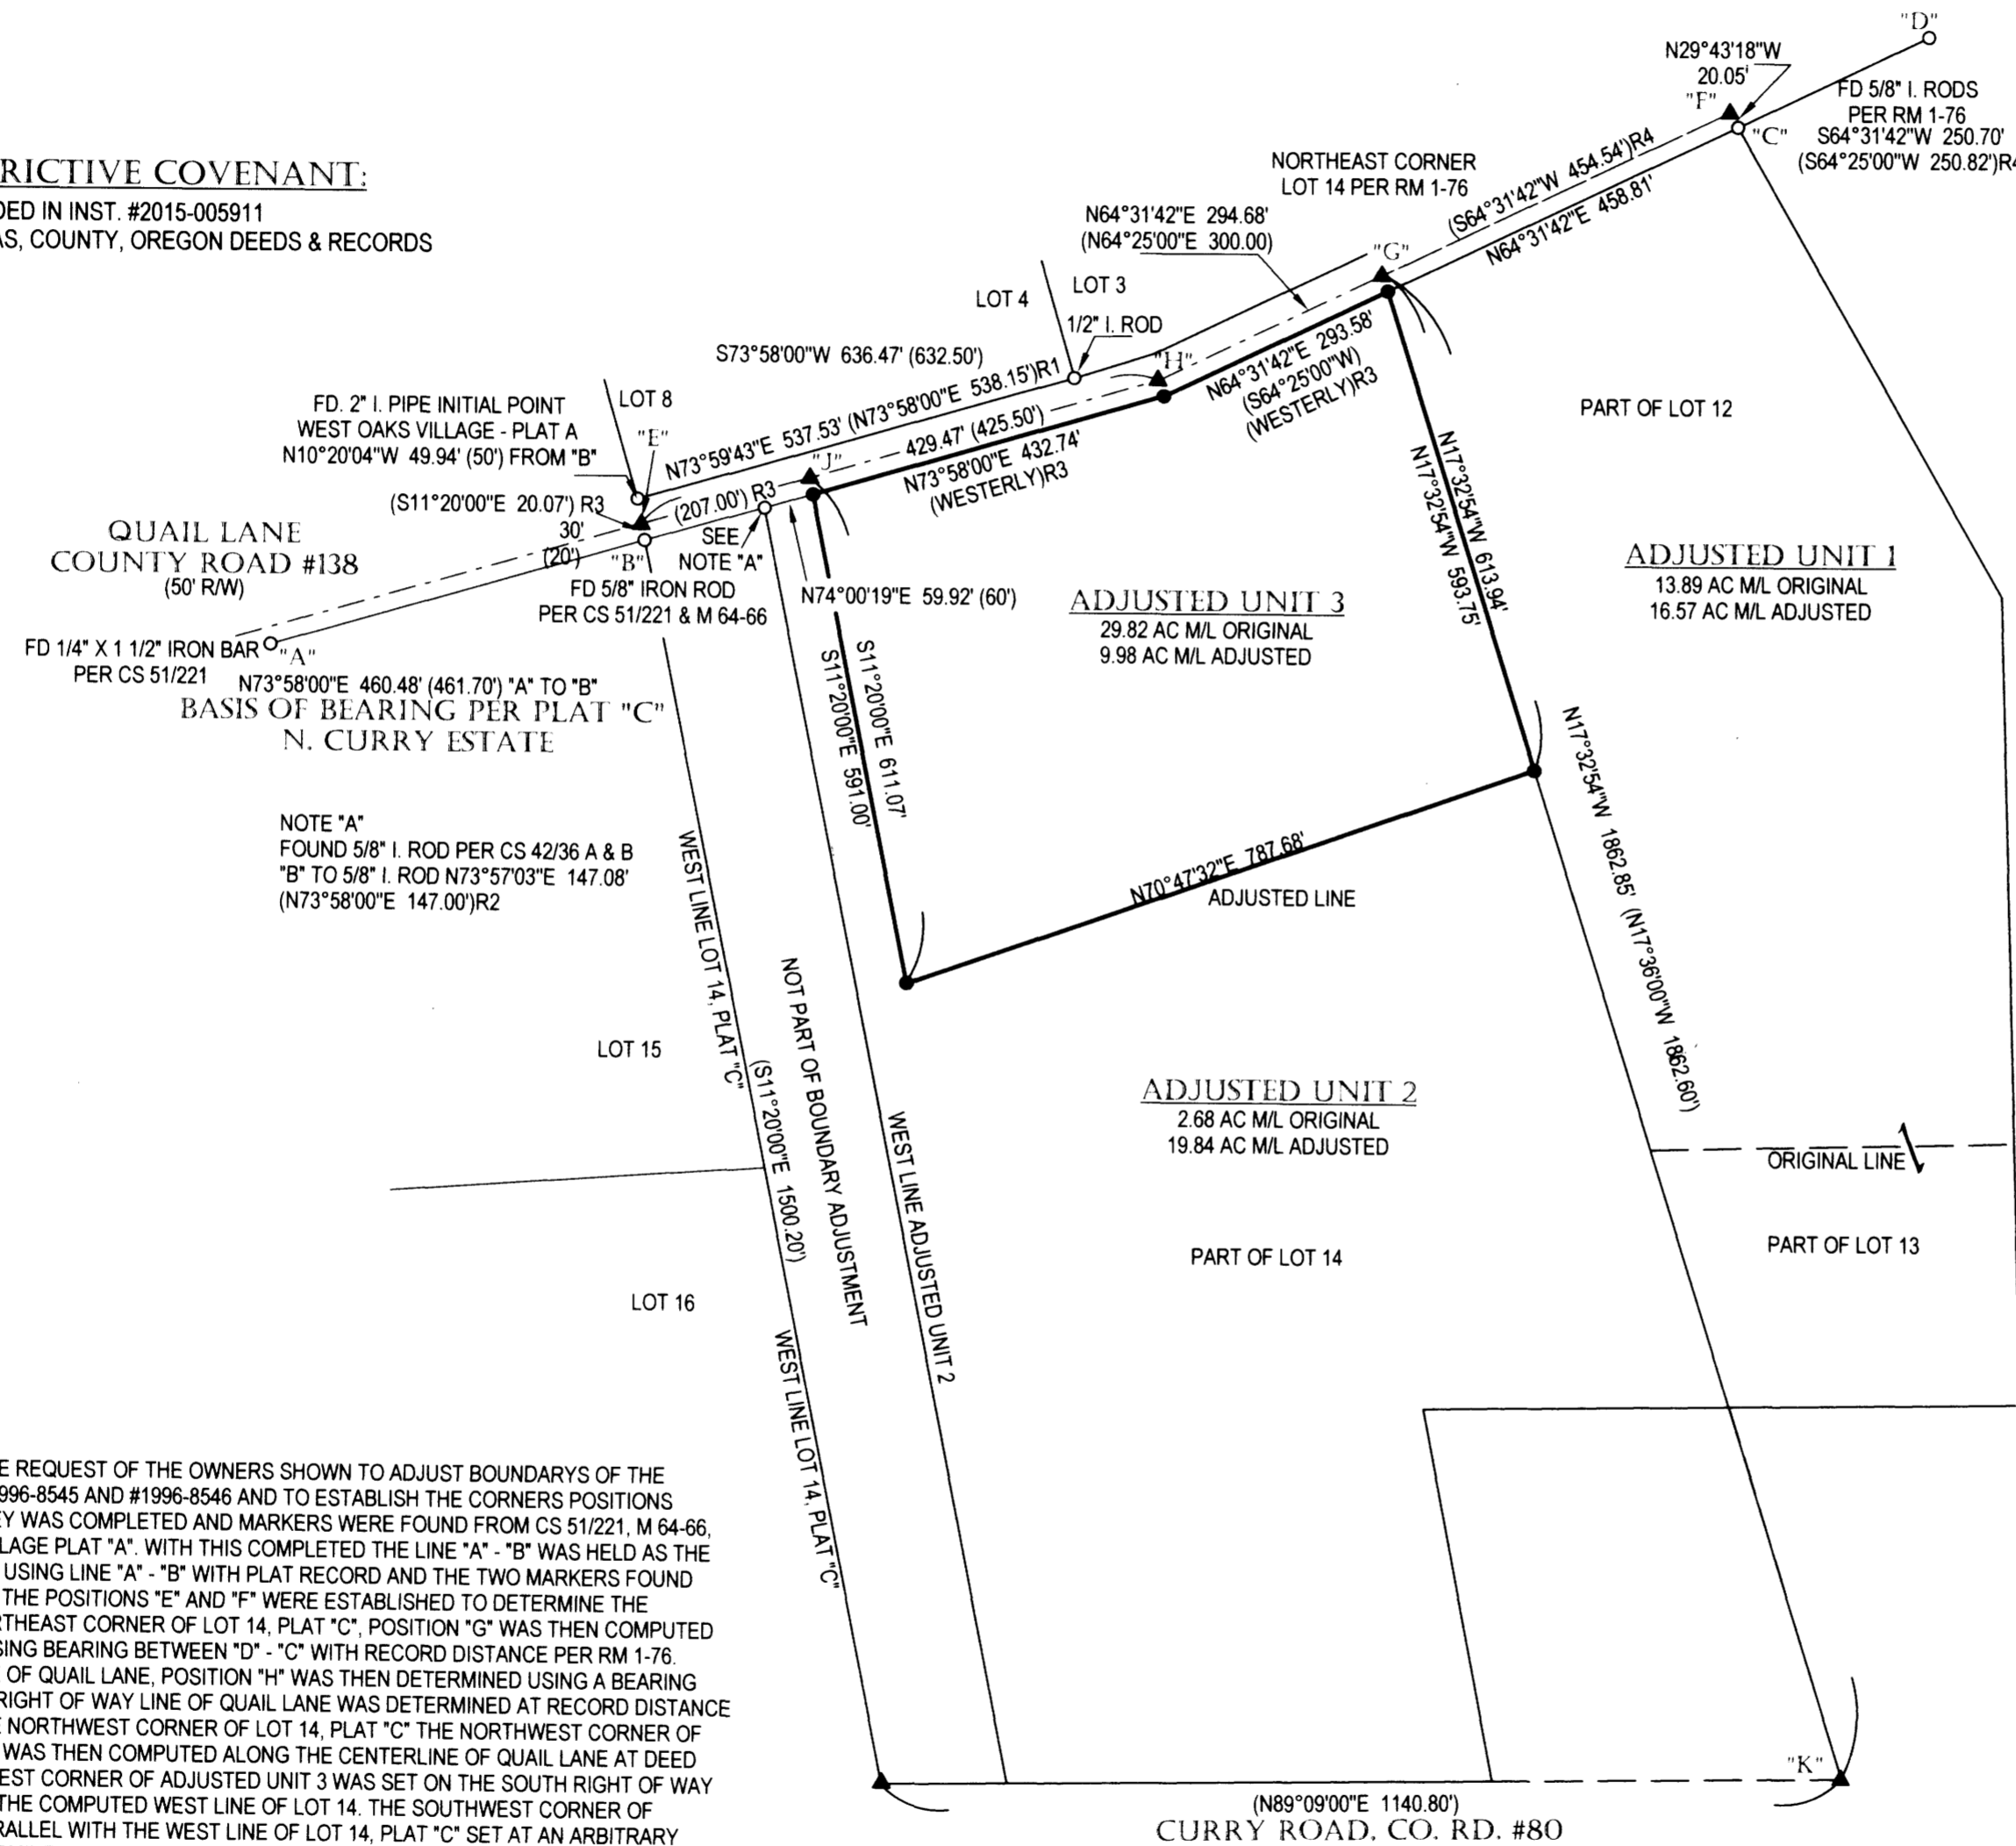 "D"
N29°43'18"W
20.05'
"F"
FD 5/8" I. RODS
PER RM 1-76
"C"
S64°31'42"W 250.70'
(S64°25'00"W 250.82')R4
RICTIVE COVENANT:
DED IN INST. #2015-005911
AS, COUNTY, OREGON DEEDS & RECORDS
NORTHEAST CORNER
LOT 14 PER RM 1-76
(S64°31'42"W 454.54')R4
N64°31'42"E 458.81'
N64°31'42"E 294.68'
(N64°25'00"E 300.00)
"G"
LOT 4
LOT 3
1/2" I. ROD
"H"
S73°58'00"W 636.47' (632.50')
N64°31'42"E 293.58'
(S64°25'00"W)
(WESTERLY)R3
FD. 2" I. PIPE INITIAL POINT
WEST OAKS VILLAGE - PLAT A
N10°20'04"W 49.94' (50') FROM "B"
LOT 8
"E"
N73°59'43"E 537.53' (N73°58'00"E 538.15')R1
"J"
429.47' (425.50')
N73°58'00"E 432.74'
(WESTERLY)R3
(S11°20'00"E 20.07') R3
(207.00') R3
30'
(20')
QUAIL LANE
COUNTY ROAD #138
(50' R/W)
"B"
SEE
NOTE "A"
FD 5/8" IRON ROD
PER CS 51/221 & M 64-66
N74°00'19"E 59.92' (60')
FD 1/4" X 1 1/2" IRON BAR
PER CS 51/221
"A"
N73°58'00"E 460.48' (461.70') "A" TO "B"
BASIS OF BEARING PER PLAT "C"
N. CURRY ESTATE
PART OF LOT 12
N17°32'54"W 613.94'
N17°32'54"W 593.75'
ADJUSTED UNIT 1
13.89 AC M/L ORIGINAL
16.57 AC M/L ADJUSTED
ADJUSTED UNIT 3
29.82 AC M/L ORIGINAL
9.98 AC M/L ADJUSTED
S11°20'00"E 611.07'
S11°20'00"E 591.00'
NOTE "A"
FOUND 5/8" I. ROD PER CS 42/36 A & B
"B" TO 5/8" I. ROD N73°57'03"E 147.08'
(N73°58'00"E 147.00')R2
WEST LINE LOT 14, PLAT "C"
N70°47'32"E 787.68'
ADJUSTED LINE
N17°32'54"W 1862.85' (N17°36'00"W 1862.60')
NOT PART OF BOUNDARY ADJUSTMENT
LOT 15
(S11°20'00"E 1500.20')
WEST LINE ADJUSTED UNIT 2
ADJUSTED UNIT 2
2.68 AC M/L ORIGINAL
19.84 AC M/L ADJUSTED
ORIGINAL LINE
PART OF LOT 14
PART OF LOT 13
LOT 16
WEST LINE LOT 14, PLAT "C"
E REQUEST OF THE OWNERS SHOWN TO ADJUST BOUNDARYS OF THE
996-8545 AND #1996-8546 AND TO ESTABLISH THE CORNERS POSITIONS
EY WAS COMPLETED AND MARKERS WERE FOUND FROM CS 51/221, M 64-66,
LAGE PLAT "A". WITH THIS COMPLETED THE LINE "A" - "B" WAS HELD AS THE
USING LINE "A" - "B" WITH PLAT RECORD AND THE TWO MARKERS FOUND
THE POSITIONS "E" AND "F" WERE ESTABLISHED TO DETERMINE THE
RTHEAST CORNER OF LOT 14, PLAT "C", POSITION "G" WAS THEN COMPUTED
SING BEARING BETWEEN "D" - "C" WITH RECORD DISTANCE PER RM 1-76.
OF QUAIL LANE, POSITION "H" WAS THEN DETERMINED USING A BEARING
RIGHT OF WAY LINE OF QUAIL LANE WAS DETERMINED AT RECORD DISTANCE
E NORTHWEST CORNER OF LOT 14, PLAT "C" THE NORTHWEST CORNER OF
WAS THEN COMPUTED ALONG THE CENTERLINE OF QUAIL LANE AT DEED
EST CORNER OF ADJUSTED UNIT 3 WAS SET ON THE SOUTH RIGHT OF WAY
THE COMPUTED WEST LINE OF LOT 14. THE SOUTHWEST CORNER OF
RALLEL WITH THE WEST LINE OF LOT 14, PLAT "C" SET AT AN ARBITRARY
"K"
(N89°09'00"E 1140.80')
CURRY ROAD, CO. RD. #80